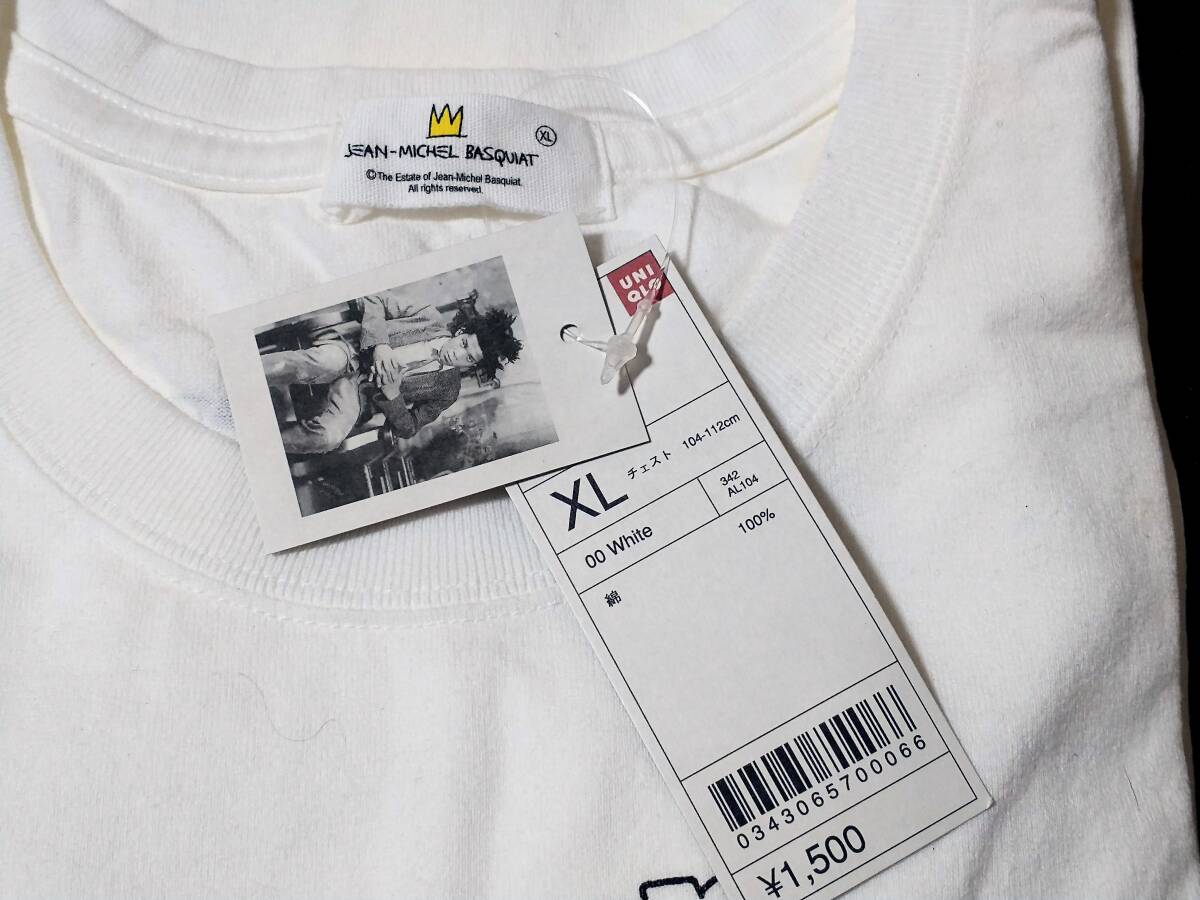 XL
JEAN-MICHEL BASQUIAT
©The Estate of Jean-Michel Basquiat.
All rights reserved.
UNI
QLO
XL チェスト 104-112cm
00 White
342
AL104
綿 100%
0343065700066
¥1,500